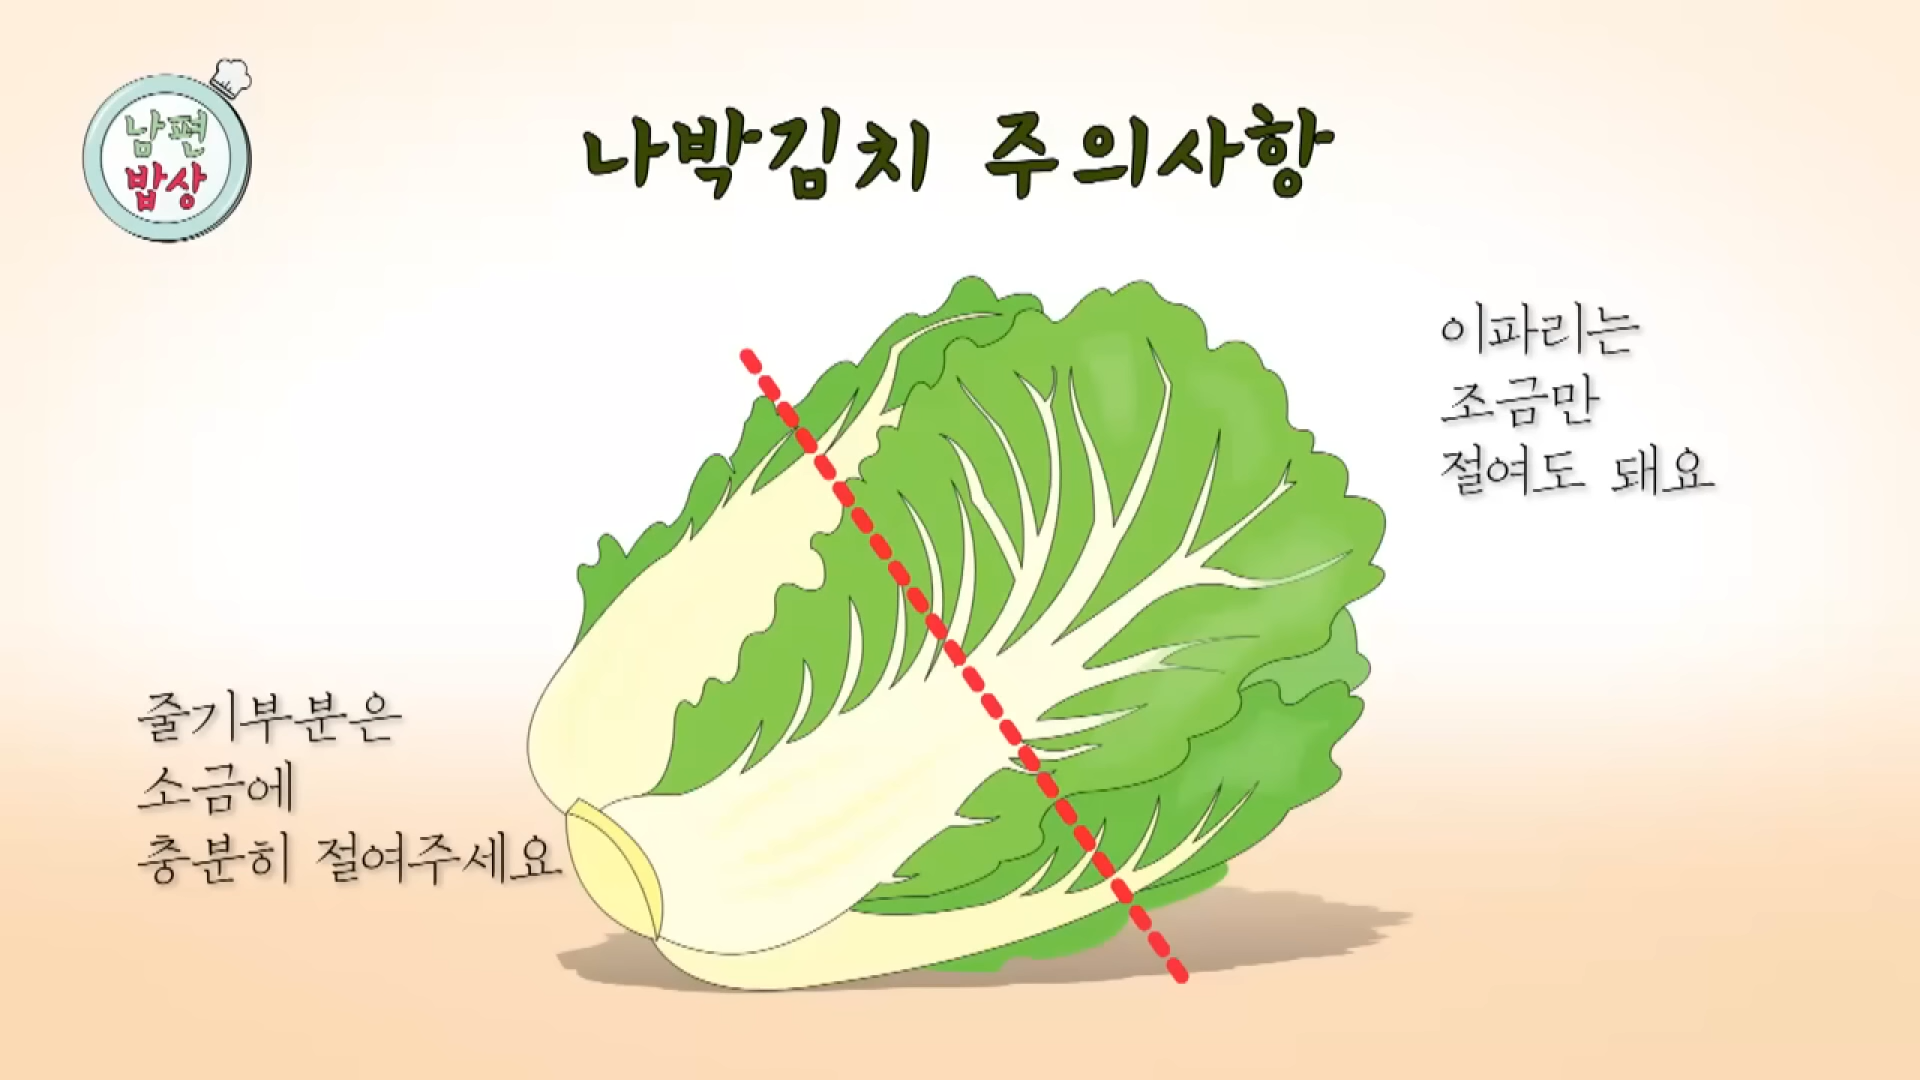 남편
밥상
나박김치 주의사항
이파리는
조금만
절여도 돼요
줄기부분은
소금에
충분히 절여주세요